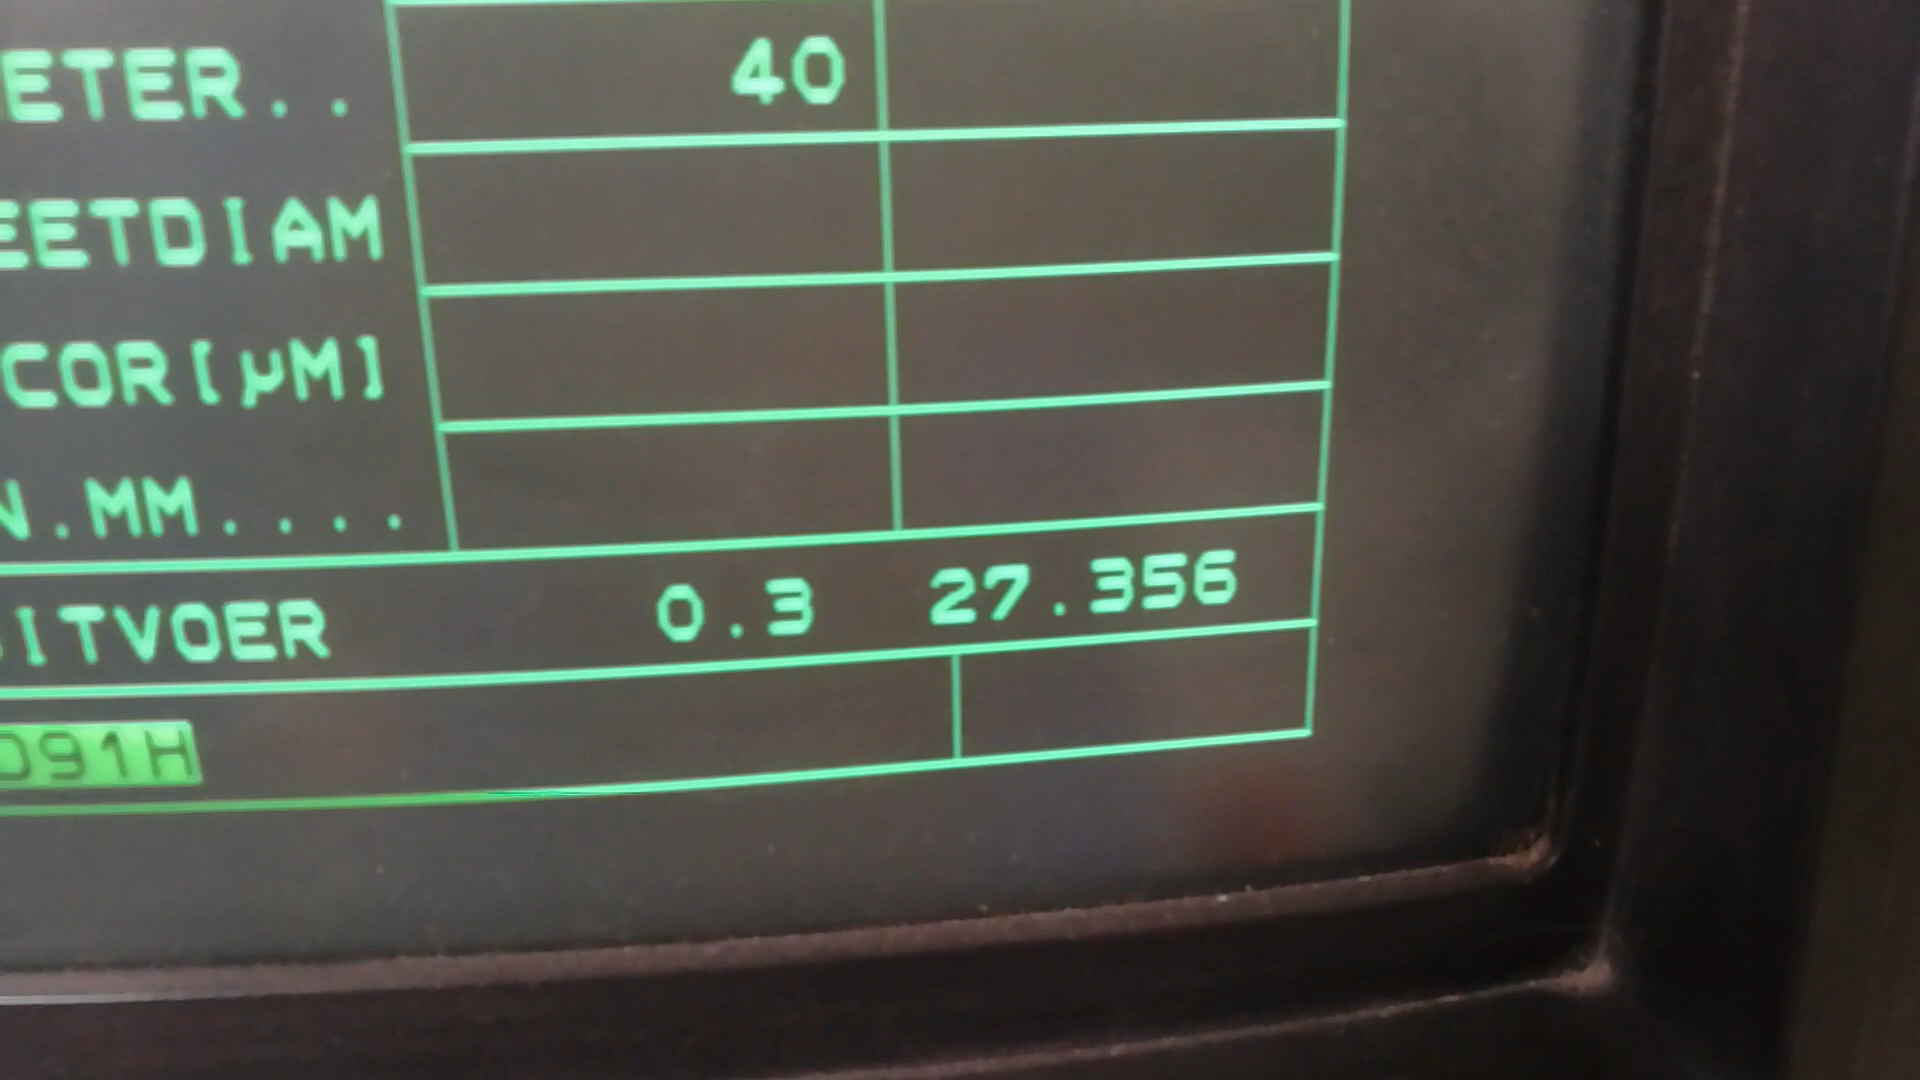 ETER.. 40
EETDIAM
COR[µM]
N.MM....
ITVOER 0.3 27.356
091H